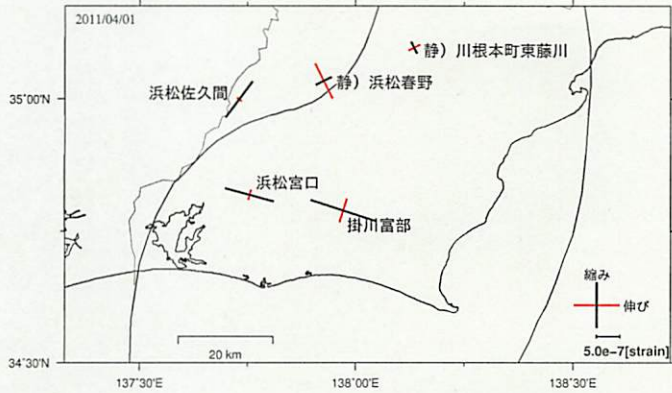 2011/04/01
静）川根本町東藤川
静）浜松春野
浜松佐久間
35°00'N
浜松宮口
掛川富部
縮み
伸び
5.0e-7[strain]
20 km
34°30'N
137°30'E
138°00'E
138°30'E